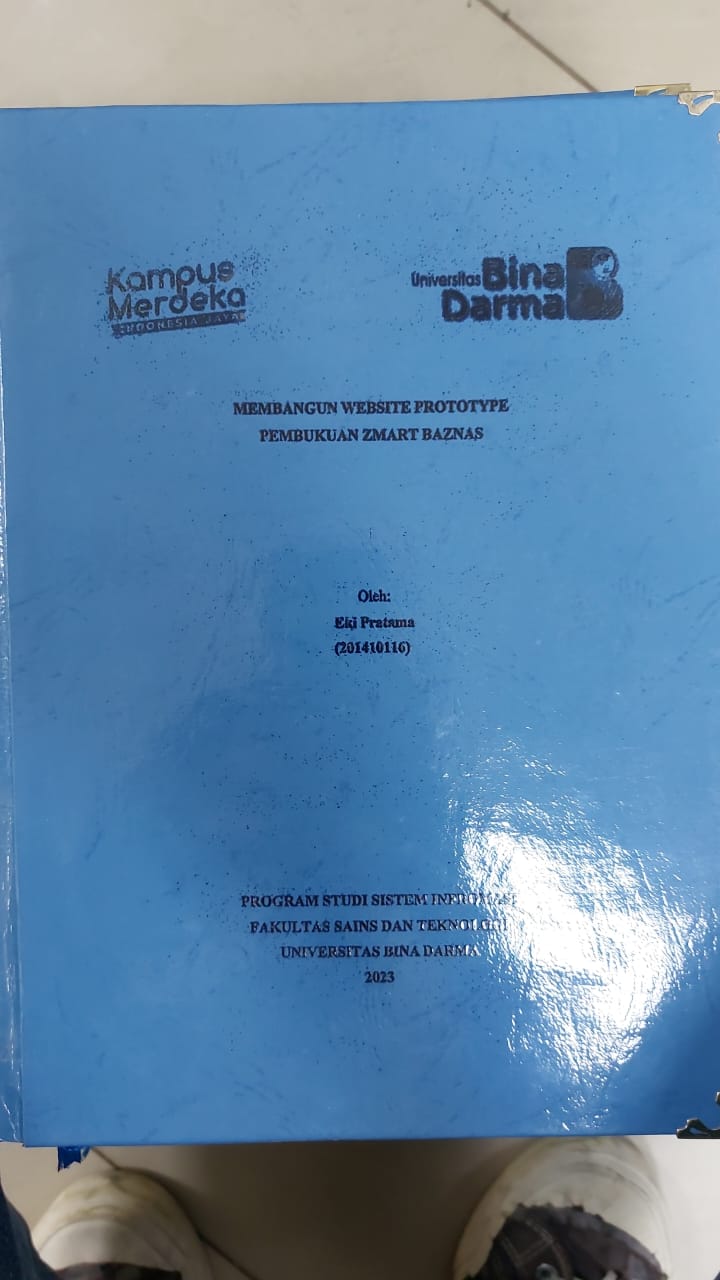 Kampus
Merdeka
INDONESIA JAYA
Universitas Bina
Darma
MEMBANGUN WEBSITE PROTOTYPE
PEMBUKUAN ZMART BAZNAS
Oleh:
Eki Pratama
(201410116)
PROGRAM STUDI SISTEM
FAKULTAS SAINS DAN TEKNOLOGI
UNIVERSITAS BINA DARMA
2023